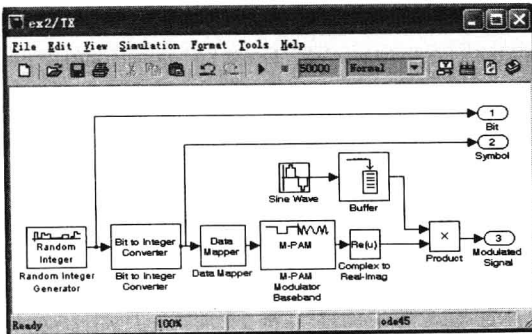 ex2/TX
File Edit View Simulation Format Tools Help
50000 Normal
1
Bit
2
Symbol
Sine Wave
Buffer
Random
Integer
Random Integer
Generator
Bit to Integer
Converter
Bit to Integer
Converter
Data
Mapper
Data Mapper
M-PAM
M-PAM
Modulator
Baseband
Re(u)
Complex to
Real-Imag
×
Product
3
Modulated
Signal
Ready 100% ode45